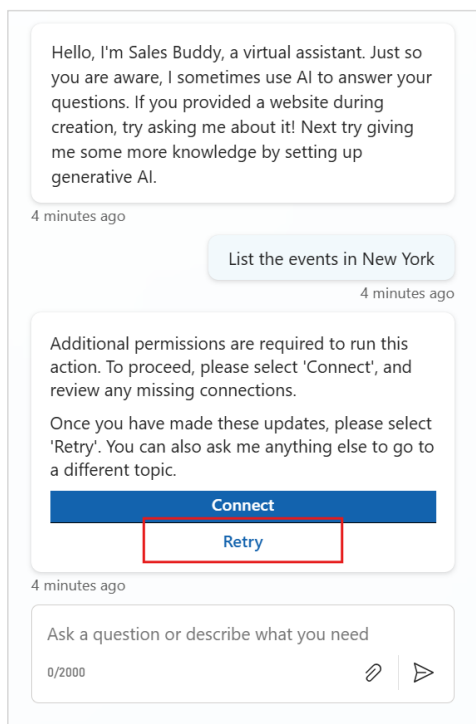 Hello, I'm Sales Buddy, a virtual assistant. Just so
you are aware, I sometimes use AI to answer your
questions. If you provided a website during
creation, try asking me about it! Next try giving
me some more knowledge by setting up
generative AI.
4 minutes ago
List the events in New York
4 minutes ago
Additional permissions are required to run this
action. To proceed, please select 'Connect', and
review any missing connections.
Once you have made these updates, please select
'Retry'. You can also ask me anything else to go to
a different topic.
Connect
Retry
4 minutes ago
Ask a question or describe what you need
0/2000